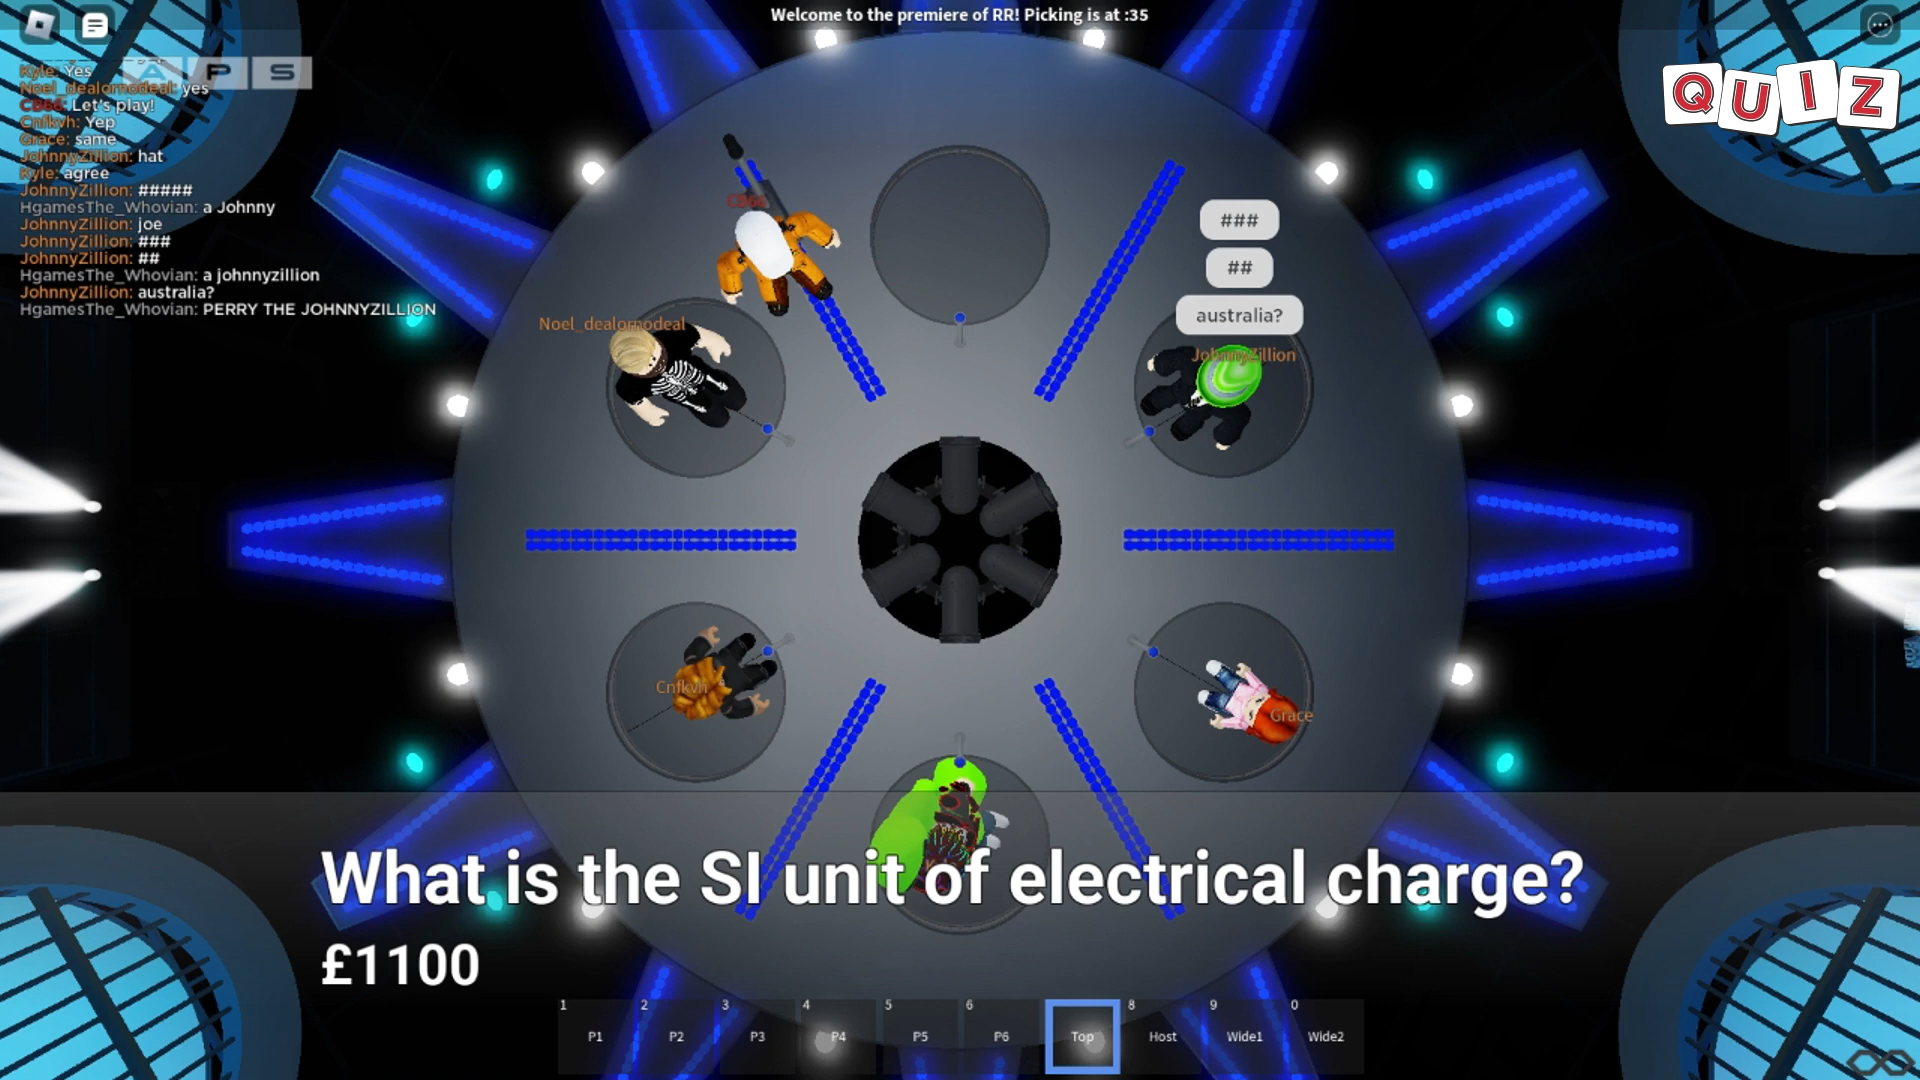 Welcome to the premiere of RR! Picking is at :35
A P S
QUIZ
Kyle: Yes
Noel_dealornodeal: yes
CB66: Let's play!
Cnfkvh: Yep
Grace: same
JohnnyZillion: hat
Kyle: agree
JohnnyZillion: #####
HgamesThe_Whovian: a Johnny
JohnnyZillion: joe
JohnnyZillion: ###
JohnnyZillion: ##
HgamesThe_Whovian: a johnnyzillion
JohnnyZillion: australia?
HgamesThe_Whovian: PERRY THE JOHNNYZILLION
CB66
###
##
australia?
Noel_dealornodeal
JohnnyZillion
Cnfkvh
Grace
What is the SI unit of electrical charge?
£1100
1 2 3 4 5 6 8 9 0
P1 P2 P3 P4 P5 P6 Top Host Wide1 Wide2